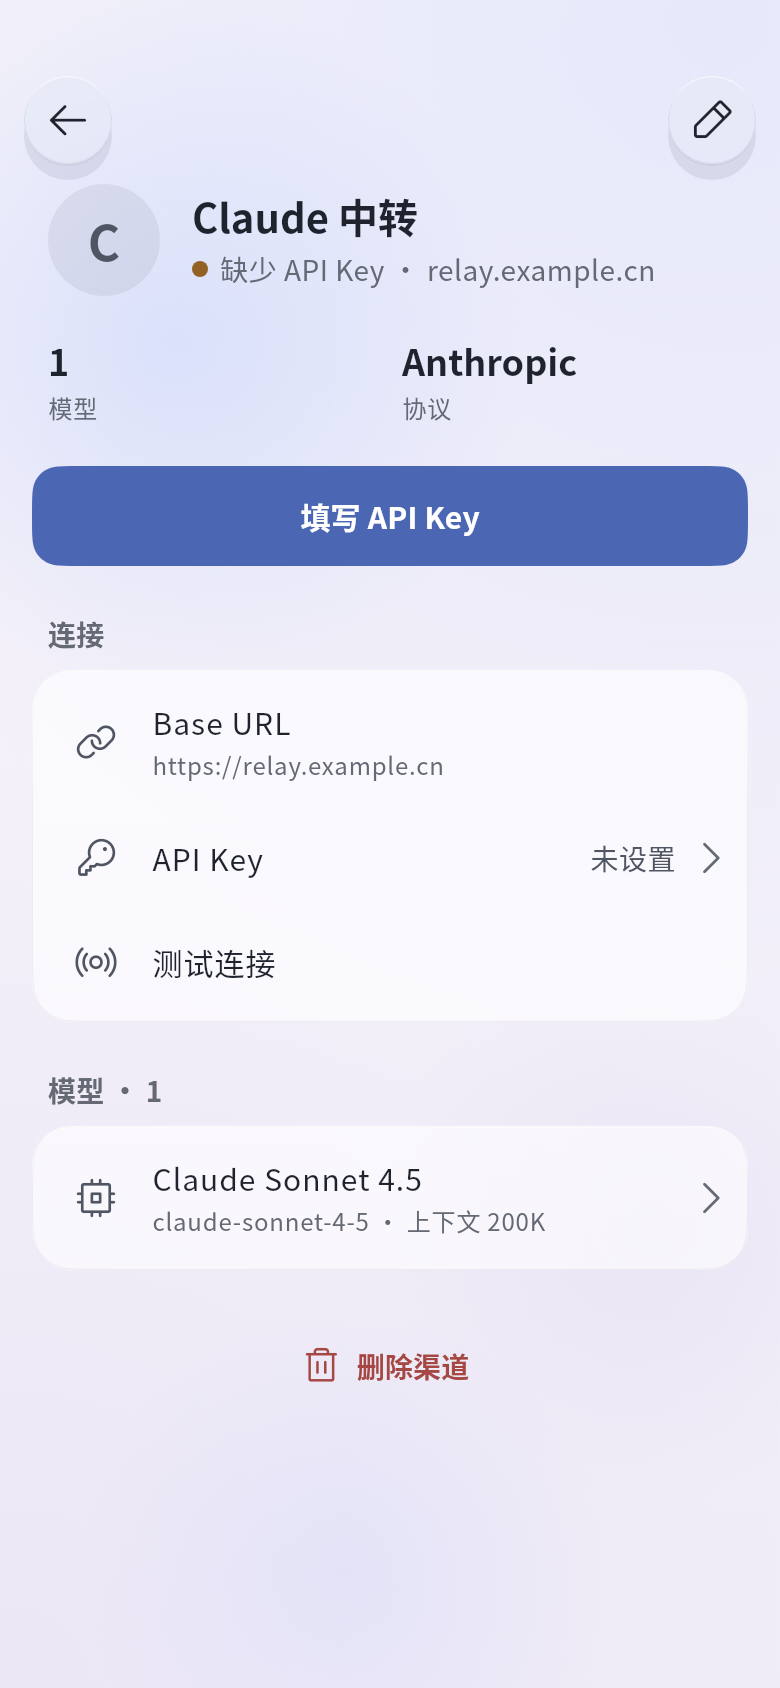 C
Claude 中转
缺少 API Key · relay.example.cn
1
模型
Anthropic
协议
填写 API Key
连接
Base URL
https://relay.example.cn
API Key
未设置
测试连接
模型 · 1
Claude Sonnet 4.5
claude-sonnet-4-5 · 上下文 200K
删除渠道